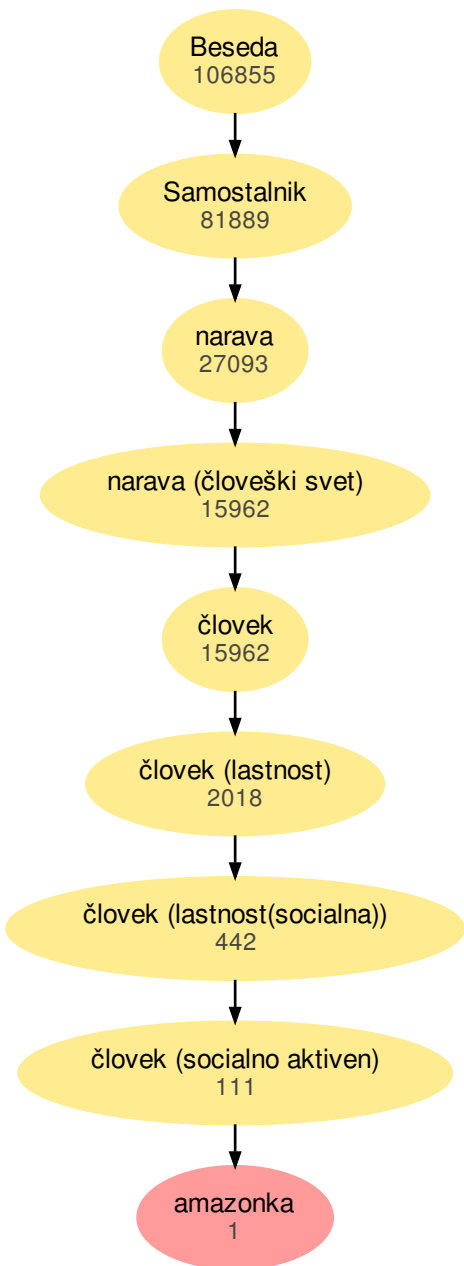 Beseda
106855
Samostalnik
81889
narava
27093
narava (človeški svet)
15962
človek
15962
človek (lastnost)
2018
človek (lastnost(socialna))
442
človek (socialno aktiven)
111
amazonka
1